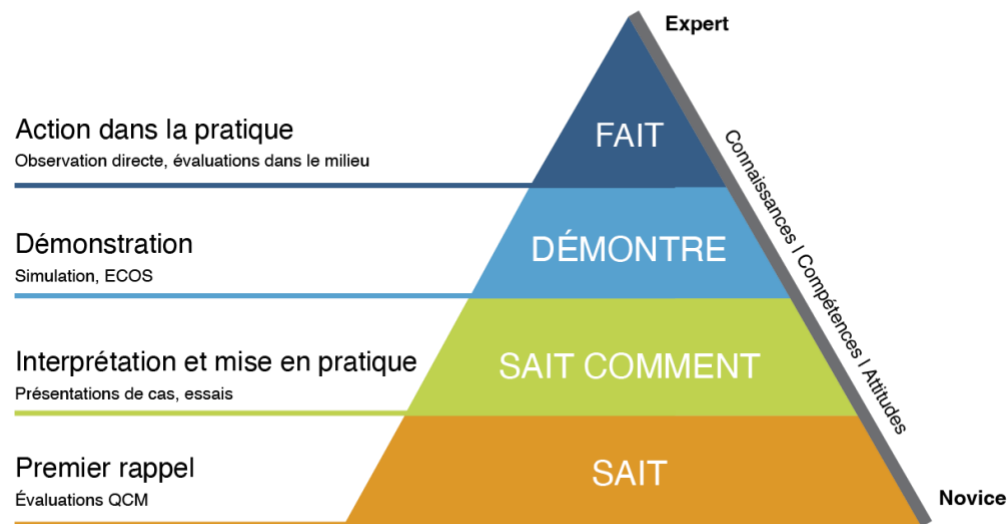 Expert
Action dans la pratique
Observation directe, évaluations dans le milieu
FAIT
Connaissances I Compétences I Attitudes
Démonstration
Simulation, ECOS
DÉMONTRE
Interprétation et mise en pratique
Présentations de cas, essais
SAIT COMMENT
Premier rappel
Évaluations QCM
SAIT
Novice